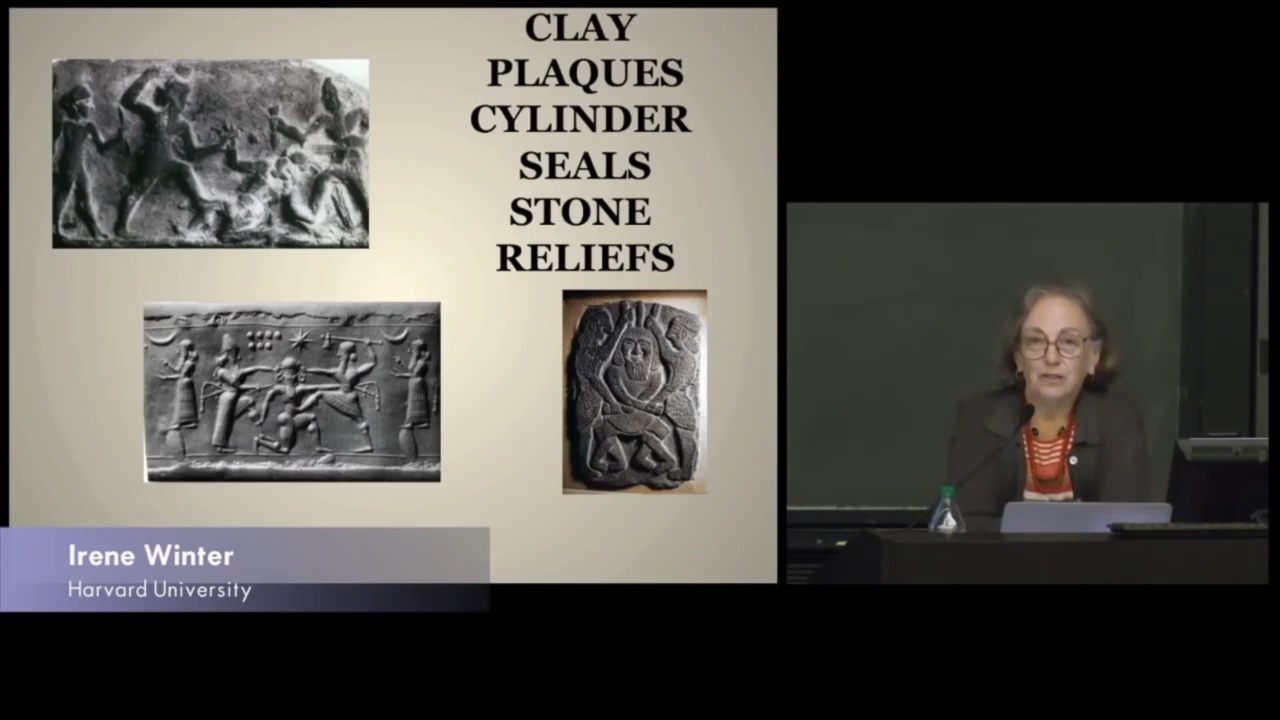 CLAY
PLAQUES
CYLINDER
SEALS
STONE
RELIEFS
Irene Winter
Harvard University